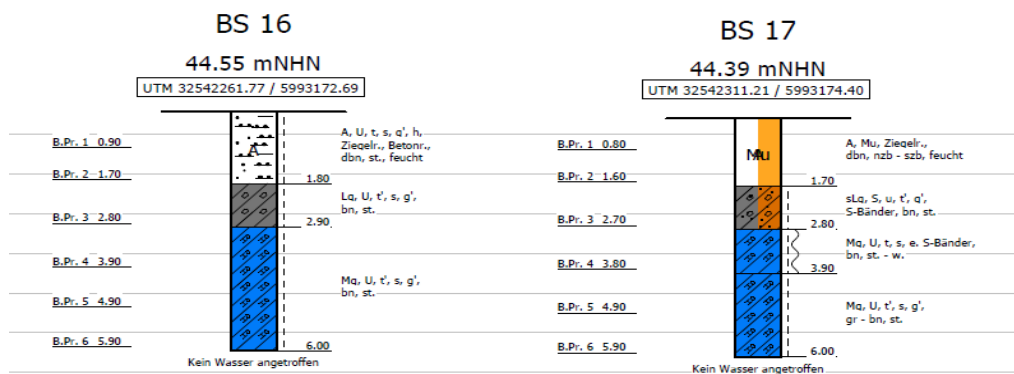 BS 16
44.55 mNHN
UTM 32542261.77 / 5993172.69
B.Pr. 1 0.90
B.Pr. 2 1.70
B.Pr. 3 2.80
B.Pr. 4 3.90
B.Pr. 5 4.90
B.Pr. 6 5.90
A
1.80
2.90
6.00
A, U, t, s, g', h,
Ziegelr., Betonr.,
dbn, st., feucht
Lg, U, t', s, g',
bn, st.
Mg, U, t', s, g',
bn, st.
Kein Wasser angetroffen
BS 17
44.39 mNHN
UTM 32542311.21 / 5993174.40
B.Pr. 1 0.80
B.Pr. 2 1.60
B.Pr. 3 2.70
B.Pr. 4 3.80
B.Pr. 5 4.90
B.Pr. 6 5.90
1.70
2.80
3.90
6.00
A, Mu, Ziegelr.,
dbn, nzb - szb, feucht
sLg, S, u, t', g',
S-Bänder, bn, st.
Mg, U, t, s, e. S-Bänder,
bn, st. - w.
Mg, U, t', s, g',
gr - bn, st.
Kein Wasser angetroffen